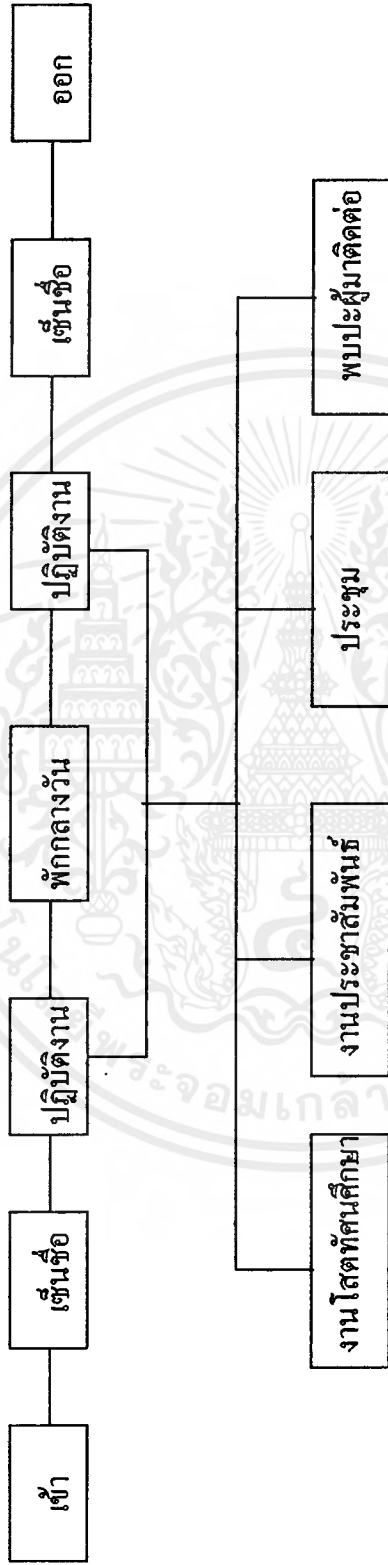 เข้า
เซ็นชื่อ
ปฏิบัติงาน
พักกลางวัน
ปฏิบัติงาน
เซ็นชื่อ
ออก
งานโสตทัศนศึกษา
งานประชาสัมพันธ์
ประชุม
พบปะผู้มาติดต่อ